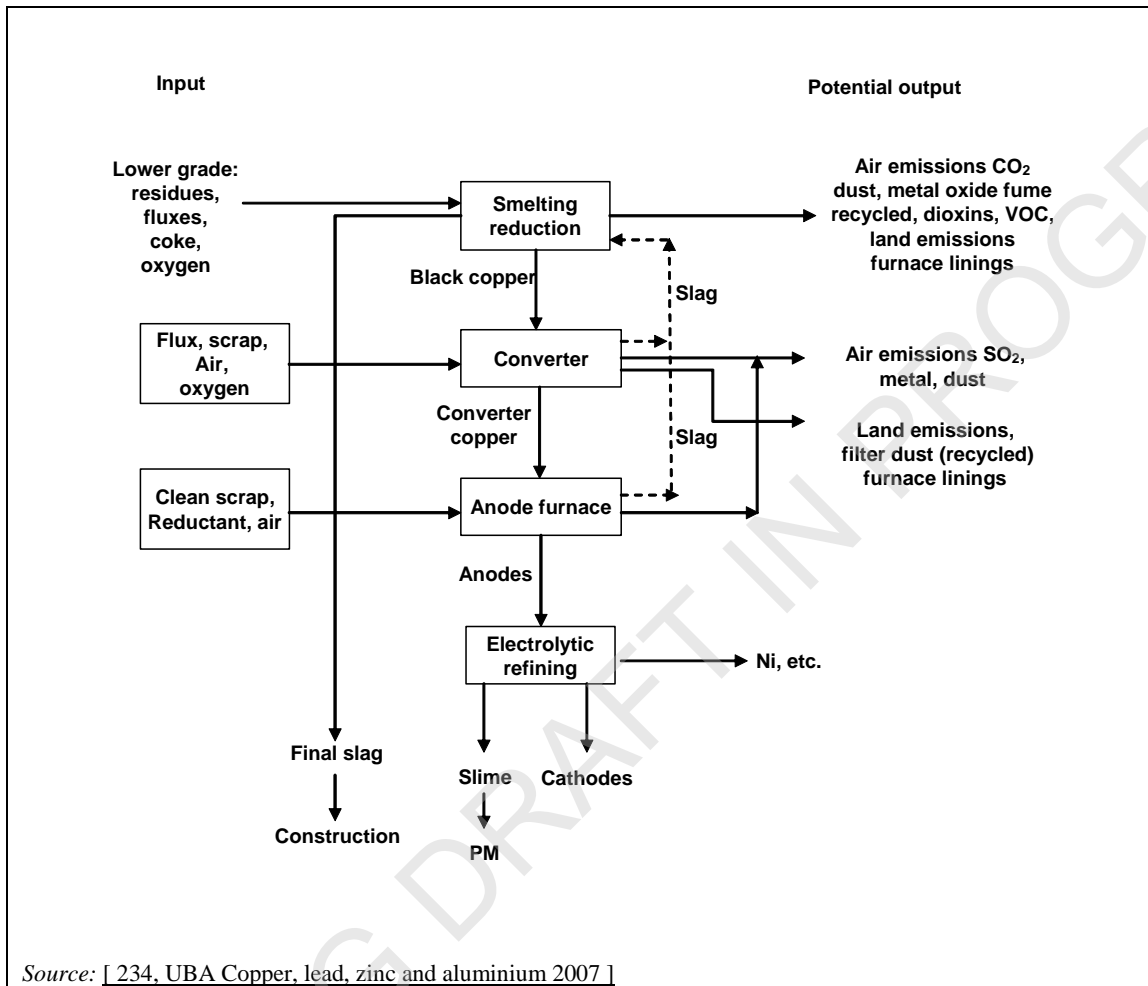 Input
Potential output
Lower grade:
residues,
fluxes,
coke,
oxygen
Smelting
reduction
Air emissions CO₂
dust, metal oxide fume
recycled, dioxins, VOC,
land emissions
furnace linings
Black copper
Slag
Flux, scrap,
Air,
oxygen
Converter
Air emissions SO₂,
metal, dust
Converter
copper
Slag
Land emissions,
filter dust (recycled)
furnace linings
Clean scrap,
Reductant, air
Anode furnace
Anodes
Electrolytic
refining
Ni, etc.
Final slag
Slime
Cathodes
Construction
PM
Source: [ 234, UBA Copper, lead, zinc and aluminium 2007 ]
G DRAFT IN PROGR